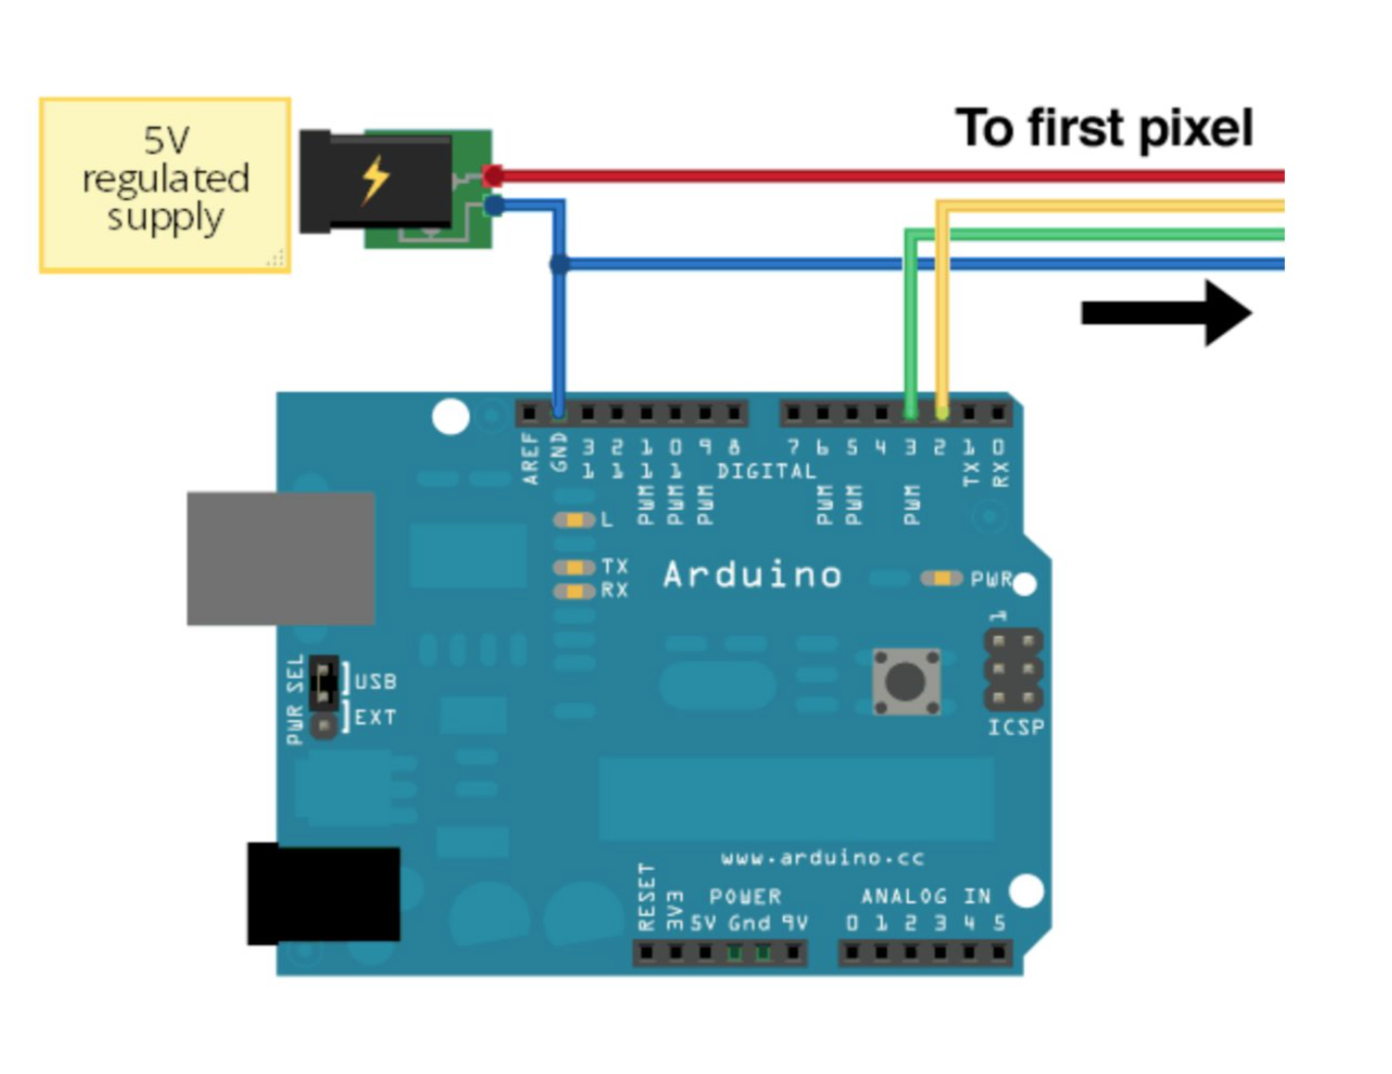 5V
regulated
supply
To first pixel
AREF
GND
13
12
11
10
9
8
7
6
5
4
3
2
1
0
TX
RX
DIGITAL
PWM
PWM
PWM
PWM
PWM
PWM
L
TX
RX
Arduino
PWR
1
ICSP
PWR SEL
USB
EXT
www.arduino.cc
RESET
3V3
POWER
5V Gnd 9V
ANALOG IN
0 1 2 3 4 5